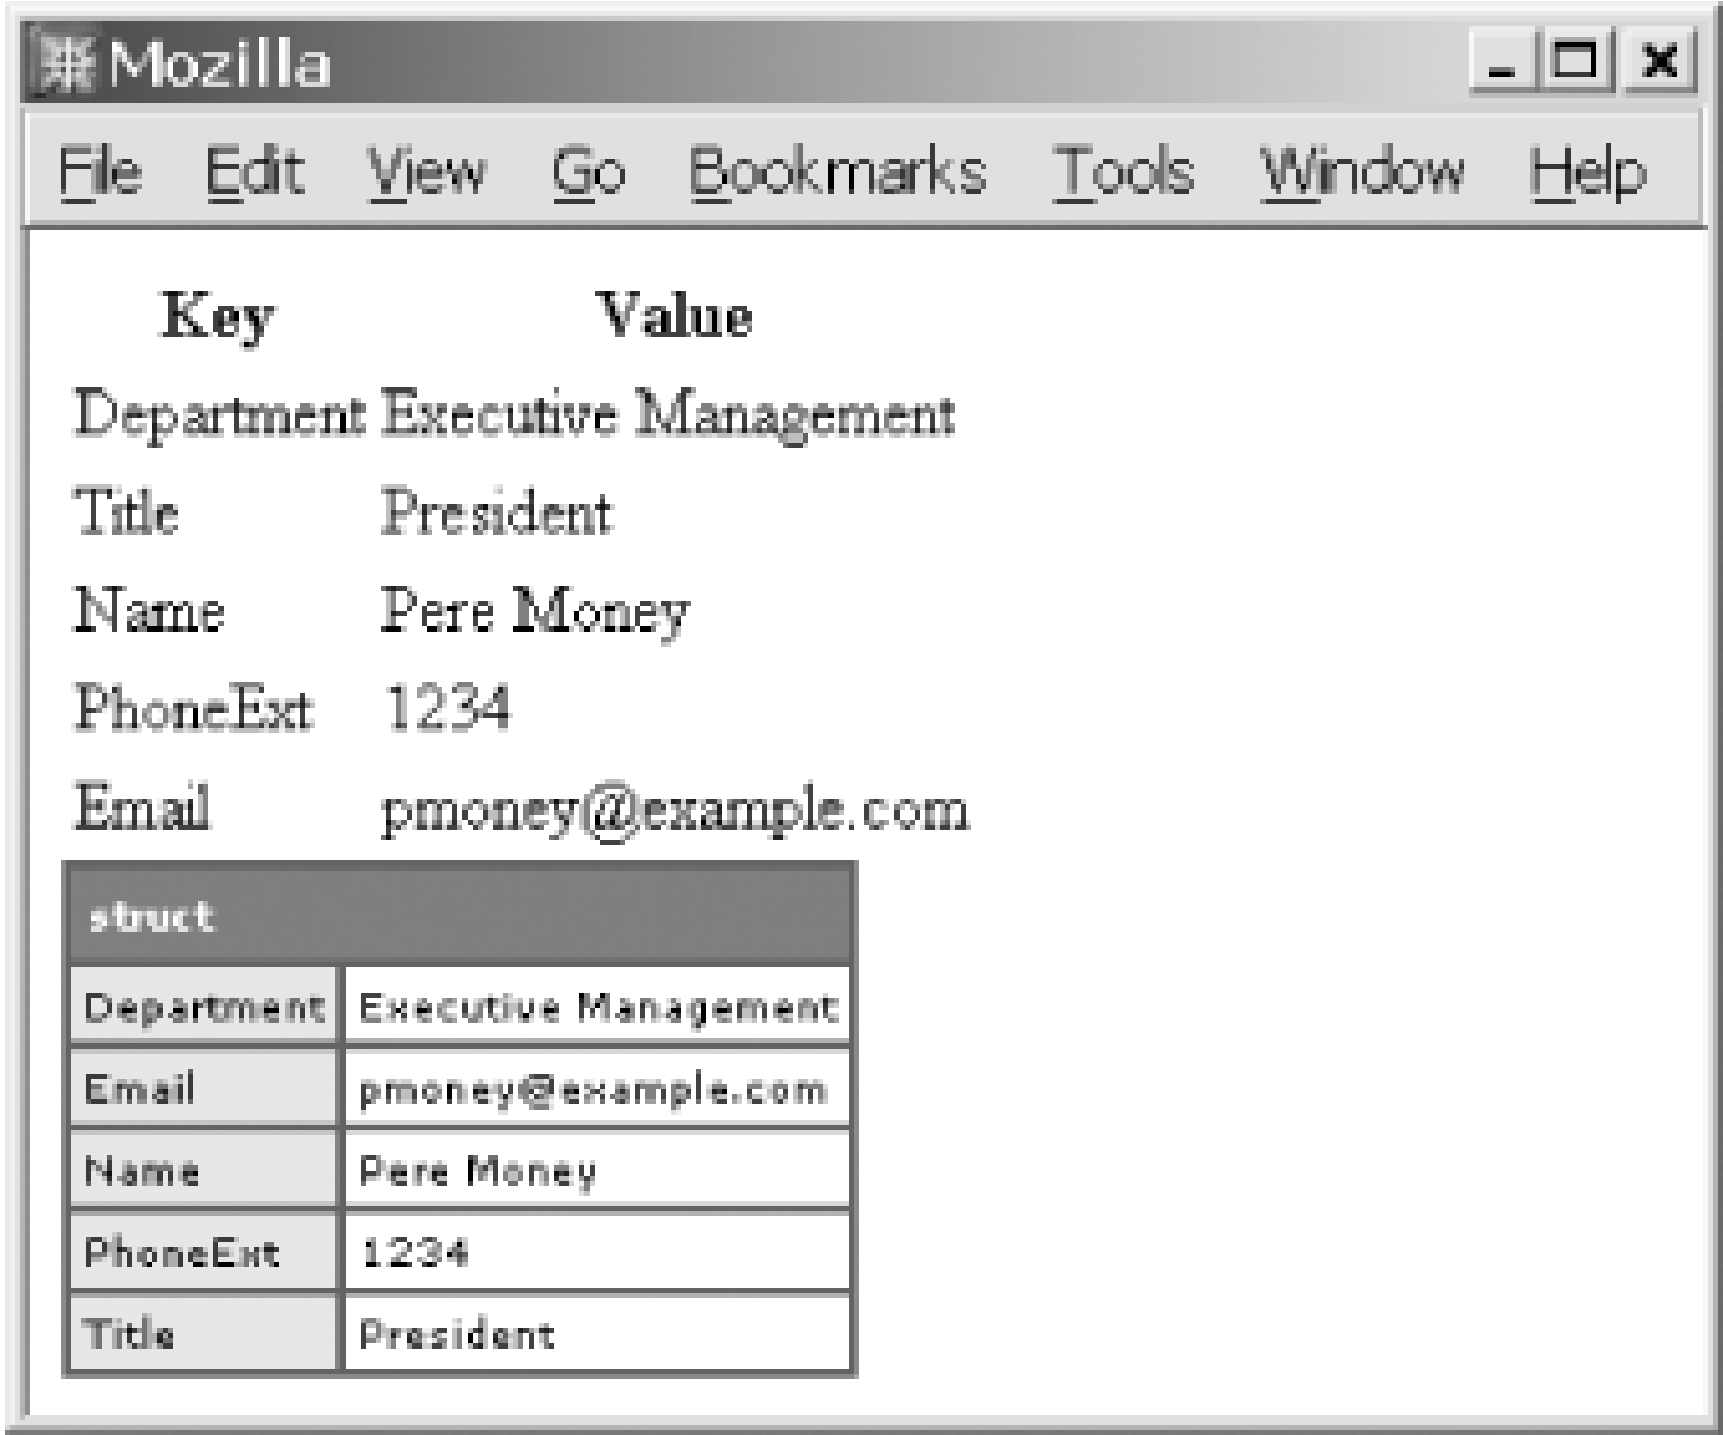 Mozilla
File Edit View Go Bookmarks Tools Window Help
Key Value
Department Executive Management
Title President
Name Pere Money
PhoneExt 1234
Email pmoney@example.com
struct
Department Executive Management
Email pmoney@example.com
Name Pere Money
PhoneExt 1234
Title President